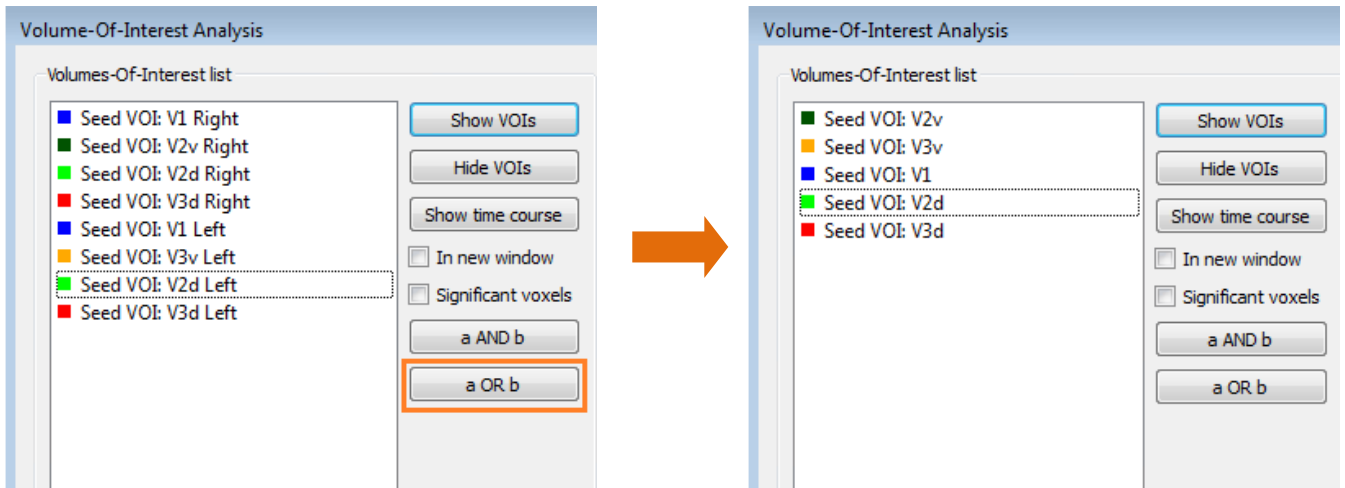 Volume-Of-Interest Analysis
Volumes-Of-Interest list
Seed VOI: V1 Right
Seed VOI: V2v Right
Seed VOI: V2d Right
Seed VOI: V3d Right
Seed VOI: V1 Left
Seed VOI: V3v Left
Seed VOI: V2d Left
Seed VOI: V3d Left
Show VOIs
Hide VOIs
Show time course
In new window
Significant voxels
a AND b
a OR b
Volume-Of-Interest Analysis
Volumes-Of-Interest list
Seed VOI: V2v
Seed VOI: V3v
Seed VOI: V1
Seed VOI: V2d
Seed VOI: V3d
Show VOIs
Hide VOIs
Show time course
In new window
Significant voxels
a AND b
a OR b